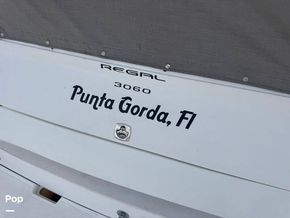 REGAL
3060
Punta Gorda, Fl
Pop